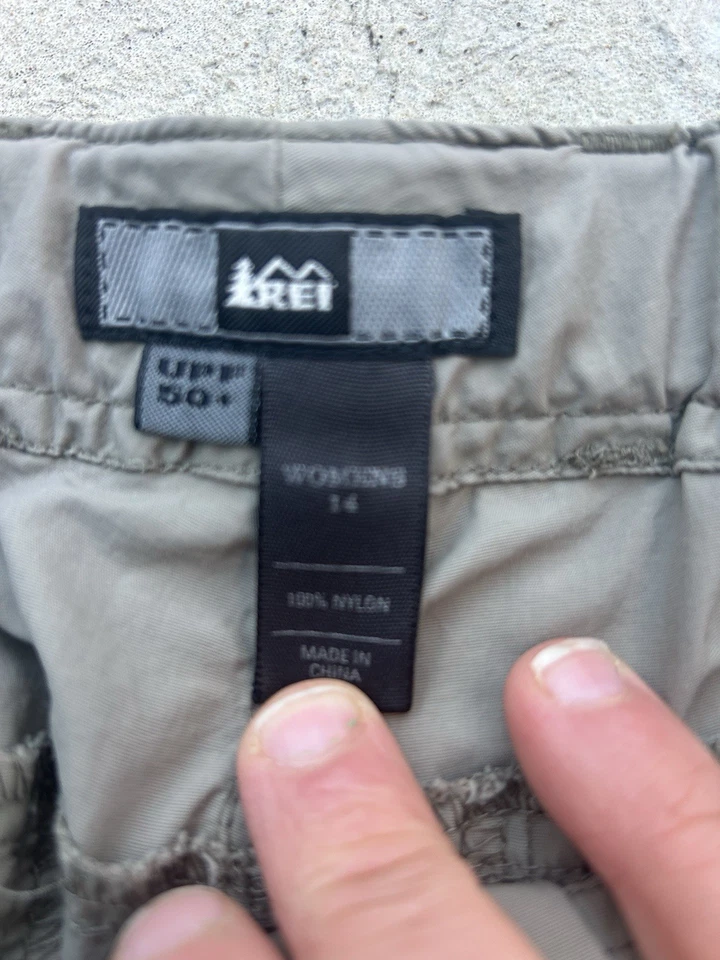 REI
UPF
50+
WOMENS
14
100% NYLON
MADE IN
CHINA